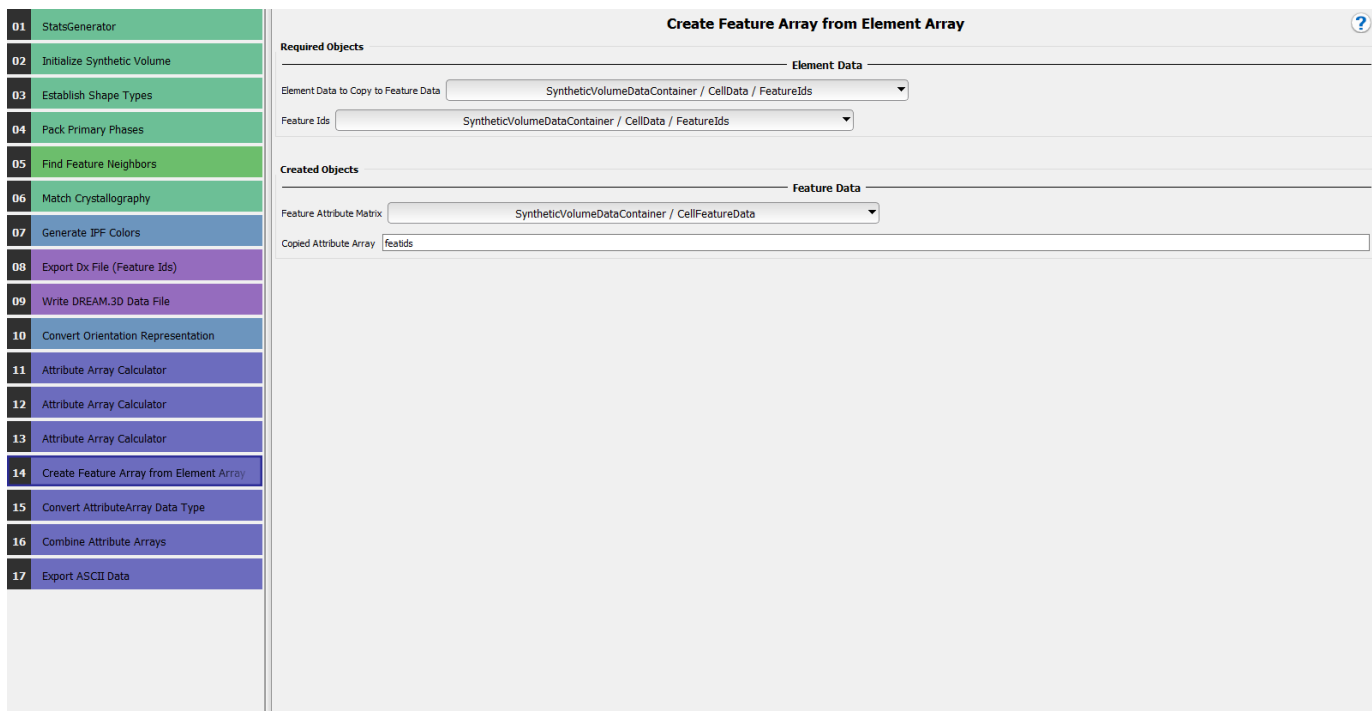 01 StatsGenerator
02 Initialize Synthetic Volume
03 Establish Shape Types
04 Pack Primary Phases
05 Find Feature Neighbors
06 Match Crystallography
07 Generate IPF Colors
08 Export Dx File (Feature Ids)
09 Write DREAM.3D Data File
10 Convert Orientation Representation
11 Attribute Array Calculator
12 Attribute Array Calculator
13 Attribute Array Calculator
14 Create Feature Array from Element Array
15 Convert AttributeArray Data Type
16 Combine Attribute Arrays
17 Export ASCII Data
Create Feature Array from Element Array ?
Required Objects
Element Data
Element Data to Copy to Feature Data SyntheticVolumeDataContainer / CellData / FeatureIds
Feature Ids SyntheticVolumeDataContainer / CellData / FeatureIds
Created Objects
Feature Data
Feature Attribute Matrix SyntheticVolumeDataContainer / CellFeatureData
Copied Attribute Array featids